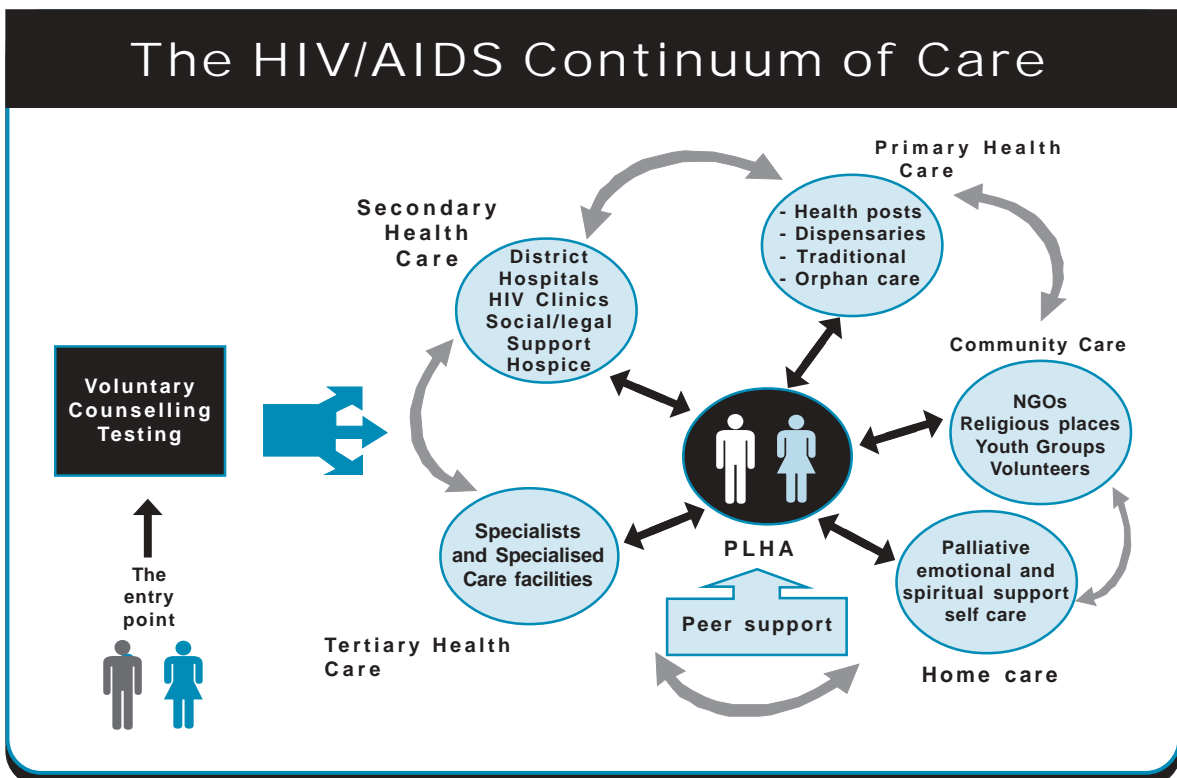 The HIV/AIDS Continuum of Care
Primary Health
Care
- Health posts
- Dispensaries
- Traditional
- Orphan care
Secondary
Health
Care
District
Hospitals
HIV Clinics
Social/legal
Support
Hospice
Community Care
NGOs
Religious places
Youth Groups
Volunteers
Voluntary
Counselling
Testing
The
entry
point
Specialists
and Specialised
Care facilities
Tertiary Health
Care
PLHA
Peer support
Palliative
emotional and
spiritual support
self care
Home care